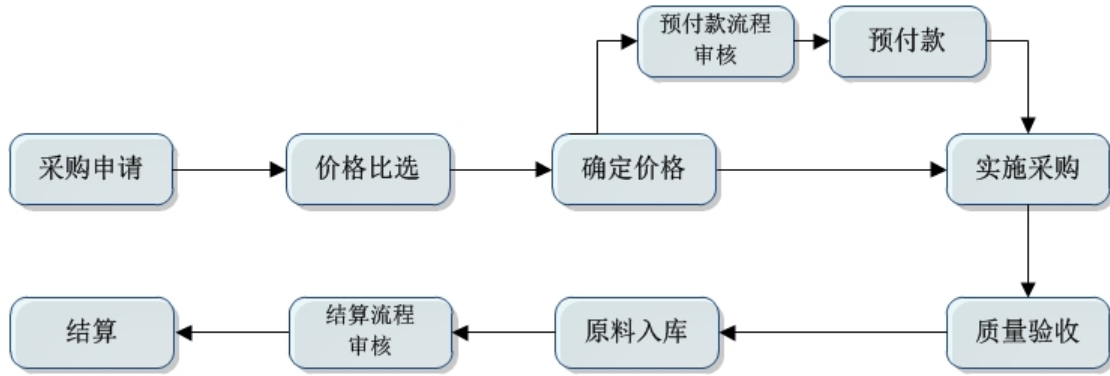 预付款流程
审核
预付款
采购申请
价格比选
确定价格
实施采购
结算
结算流程
审核
原料入库
质量验收